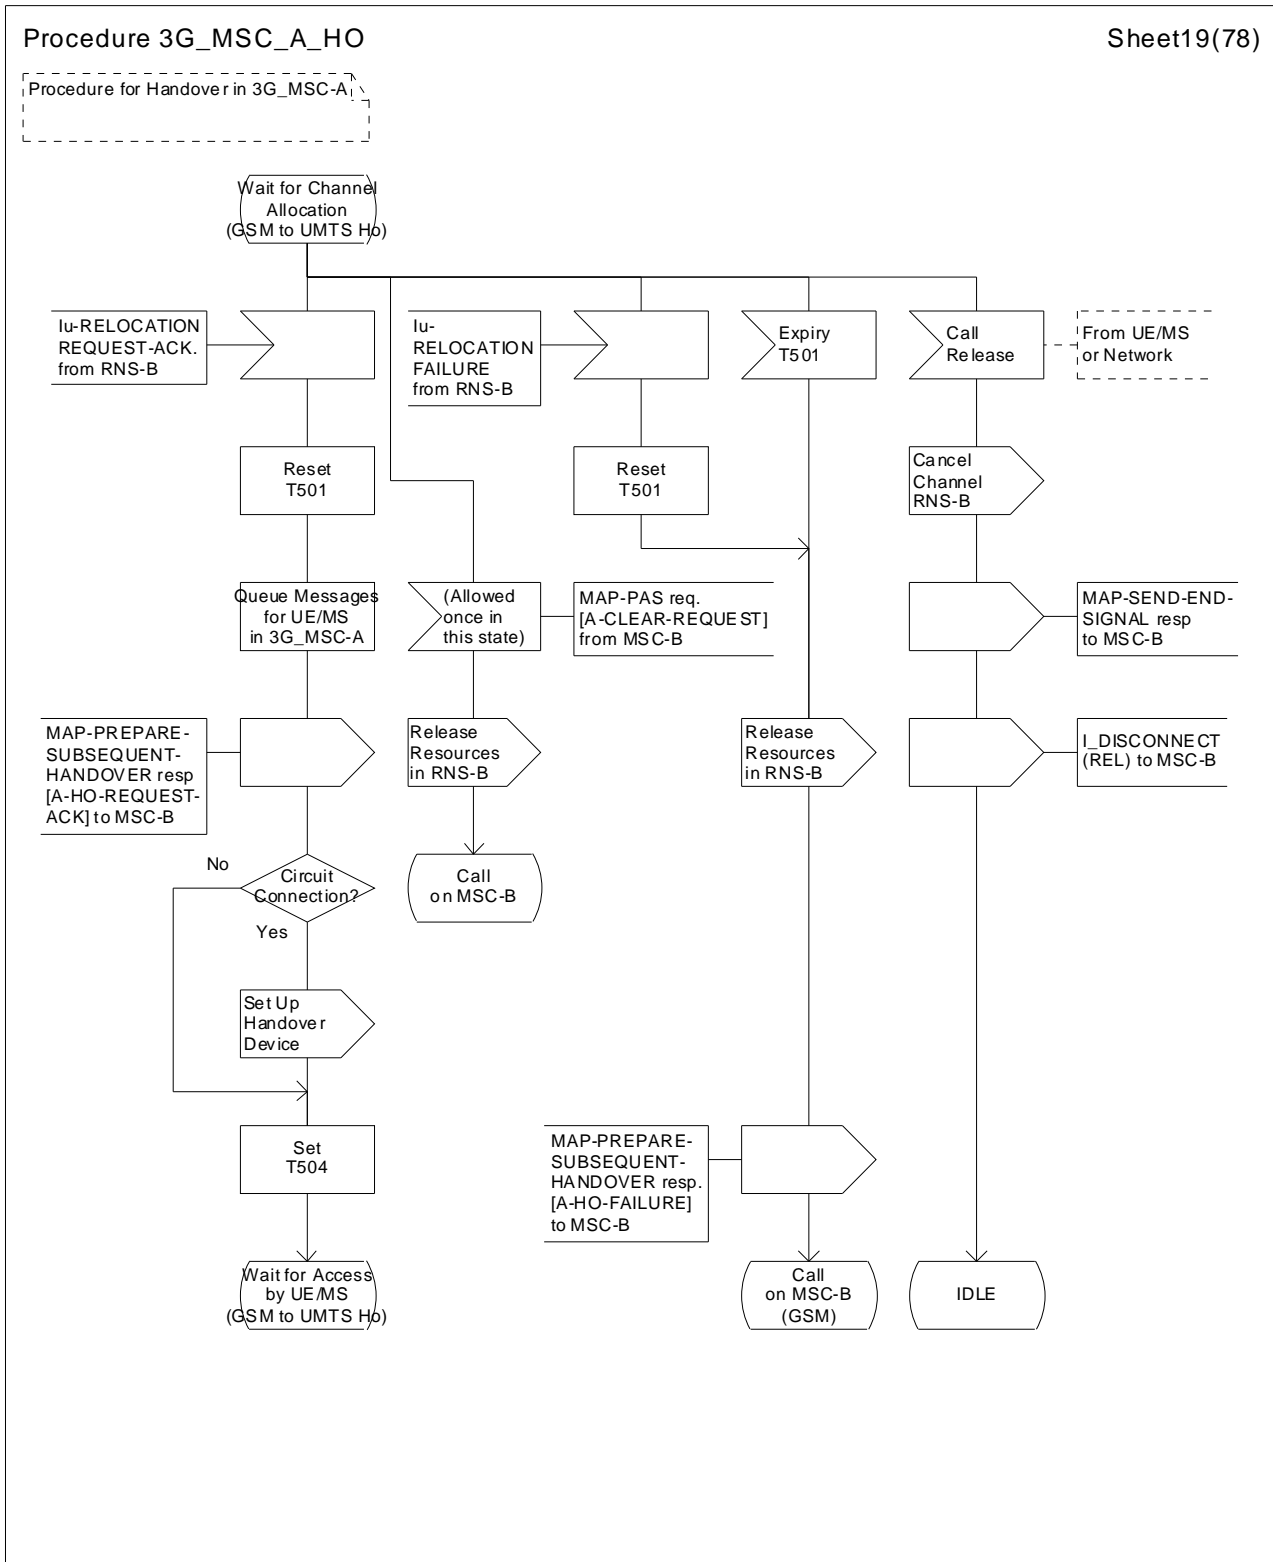 Procedure 3G_MSC_A_HO
Sheet19(78)
Procedure for Handover in 3G_MSC-A
Wait for Channel
Allocation
(GSM to UMTS Ho)
Iu-RELOCATION
REQUEST-ACK.
from RNS-B
Iu-
RELOCATION
FAILURE
from RNS-B
Expiry
T501
Call
Release
From UE/MS
or Network
Reset
T501
Reset
T501
Cancel
Channel
RNS-B
Queue Messages
for UE/MS
in 3G_MSC-A
(Allowed
once in
this state)
MAP-PAS req.
[A-CLEAR-REQUEST]
from MSC-B
MAP-SEND-END-
SIGNAL resp
to MSC-B
MAP-PREPARE-
SUBSEQUENT-
HANDOVER resp
[A-HO-REQUEST-
ACK] to MSC-B
Release
Resources
in RNS-B
Release
Resources
in RNS-B
I_DISCONNECT
(REL) to MSC-B
No
Circuit
Connection?
Yes
Call
on MSC-B
Set Up
Handover
Device
Set
T504
MAP-PREPARE-
SUBSEQUENT-
HANDOVER resp.
[A-HO-FAILURE]
to MSC-B
Wait for Access
by UE/MS
(GSM to UMTS Ho)
Call
on MSC-B
(GSM)
IDLE